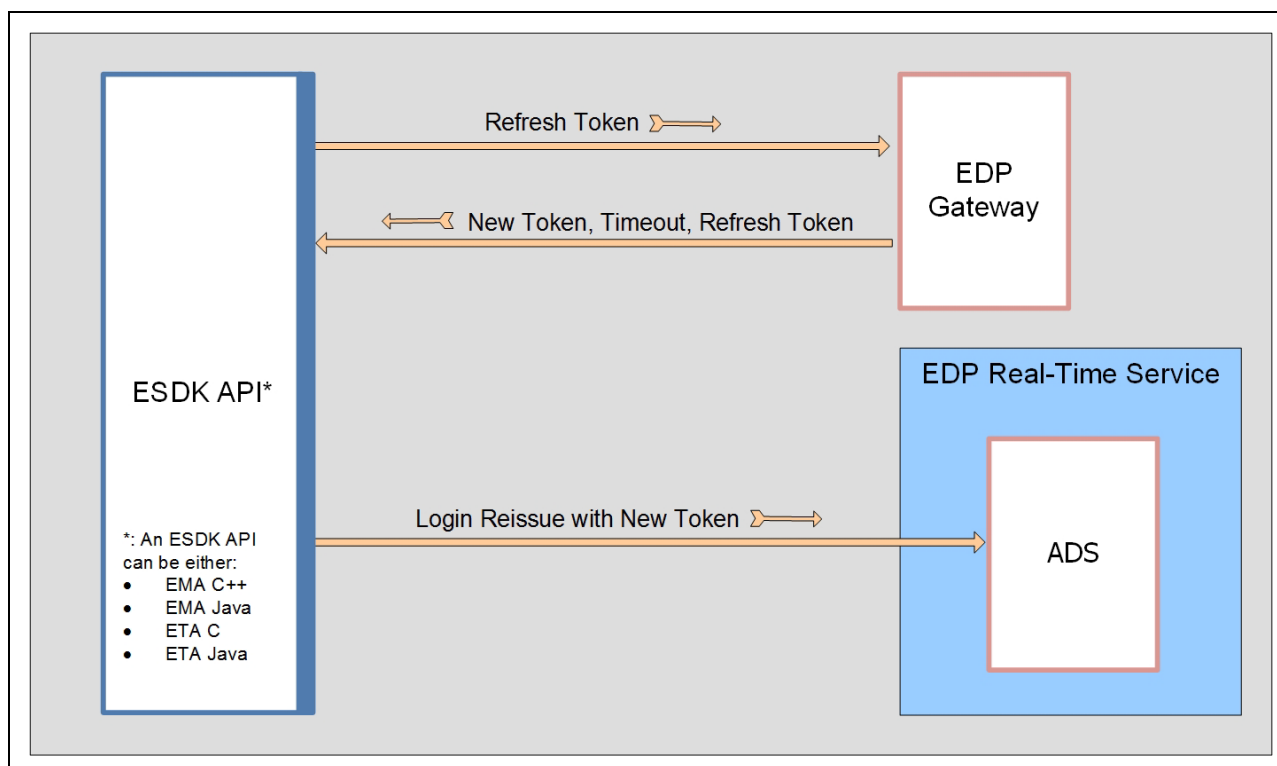 Refresh Token
EDP
Gateway
New Token, Timeout, Refresh Token
ESDK API*
EDP Real-Time Service
Login Reissue with New Token
ADS
*: An ESDK API
can be either:
• EMA C++
• EMA Java
• ETA C
• ETA Java